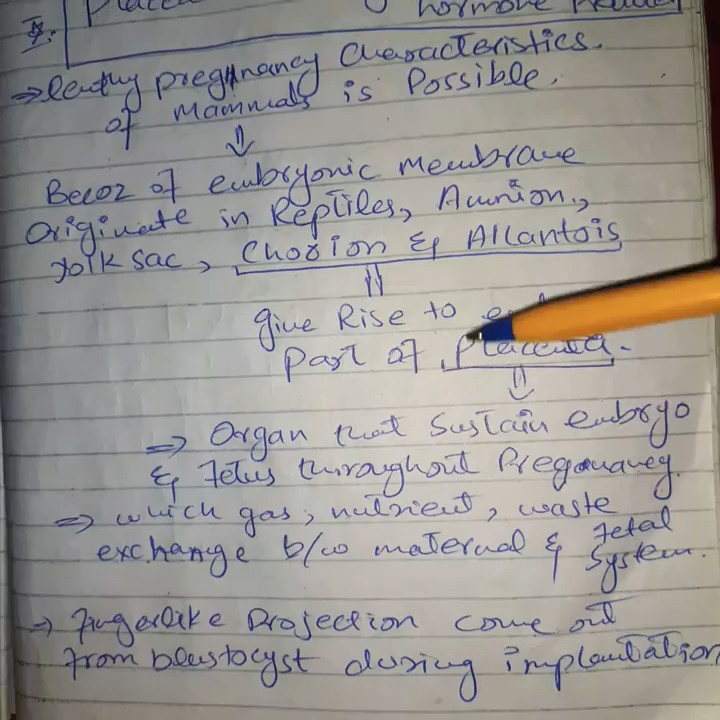 Placen hormone
⇒ lenthy pregnancy Characteristics.
of mammals is Possible.
Becoz of embryonic membrane
Originate in Reptiles, Amnion,
yolk sac, Chorion & Allantois
give Rise to
Part of Placenta.
⇒ Organ that Sustain embryo
& Fetus throughout Pregnancy.
⇒ which gas, nutrient, waste
exchange b/w maternal & Fetal
System.
⇒ Fingerlike Projection come out
from blastocyst during implantation